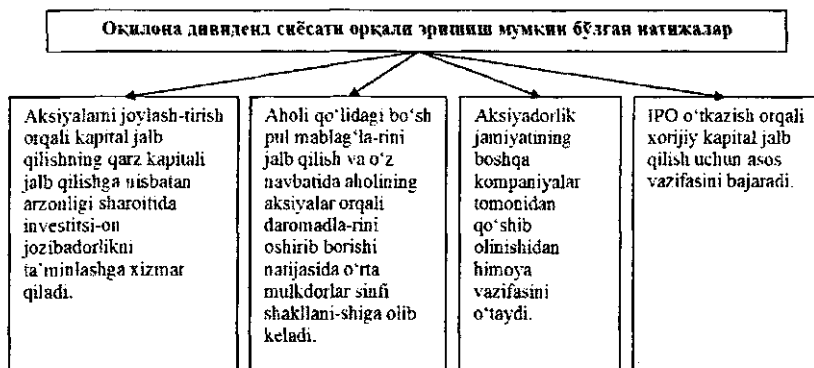 Оқилона дивиденд сиёсати орқали эришиш мумкин бўлган натижалар
Aksiyalarni joylash-tirish
orqali kapital jalb
qilishning qarz kapitali
jalb qilishga nisbatan
arzonligi sharoitida
investitsi-on
jozibadorlikni
ta'minlashga xizmar
qiladi.
Aholi qo‘lidagi bo‘sh
pul mablag‘la-rini
jalb qilish va o‘z
navbatida aholining
aksiyalar orqali
daromadla-rini
oshirib borishi
natijasida o‘rta
mulkdorlar sinfi
shakllani-shiga olib
keladi.
Aksiyadorlik
jamiyatining
boshqa
kompaniyalar
tomonidan
qo‘shib
olinishidan
himoya
vazifasini
o‘taydi.
IPO o‘tkazish orqali
xorijiy kapital jalb
qilish uchun asos
vazifasini bajaradi.